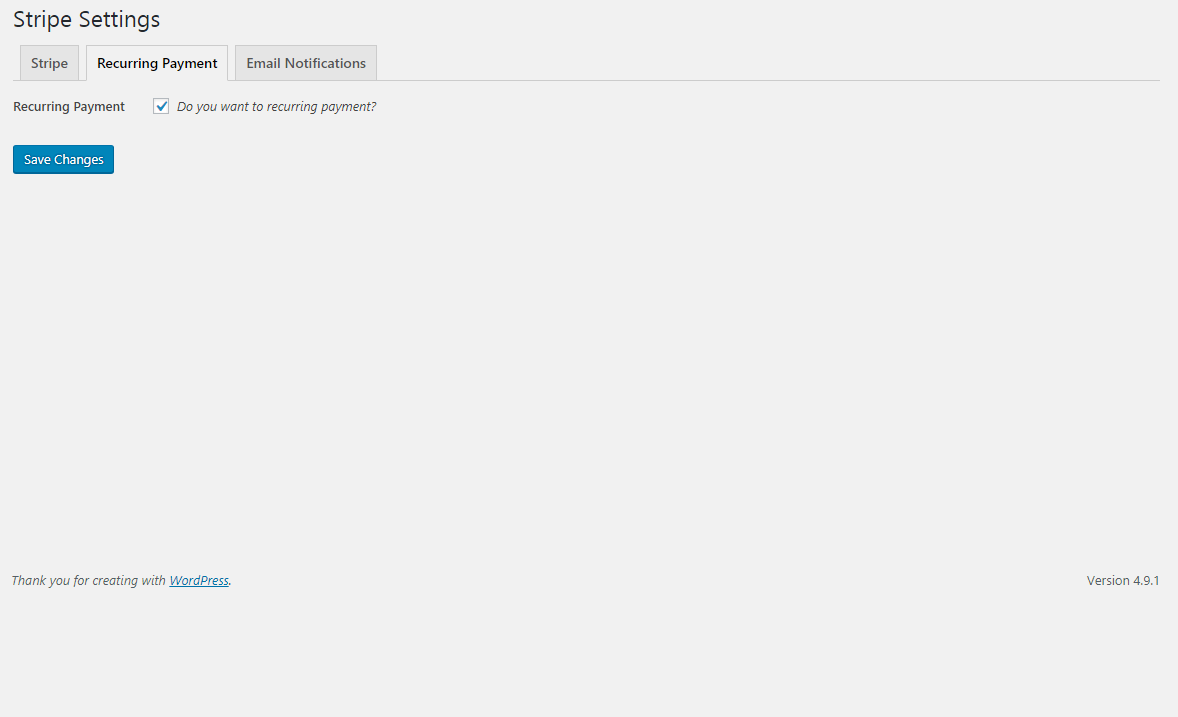 Stripe Settings
Stripe Recurring Payment Email Notifications
Recurring Payment Do you want to recurring payment?
Save Changes
Thank you for creating with WordPress. Version 4.9.1